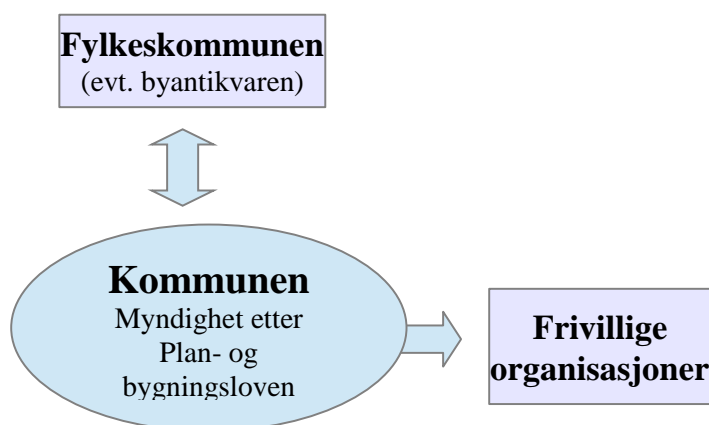 Fylkeskommunen
(evt. byantikvaren)
Kommunen
Myndighet etter
Plan- og
bygningsloven
Frivillige
organisasjoner